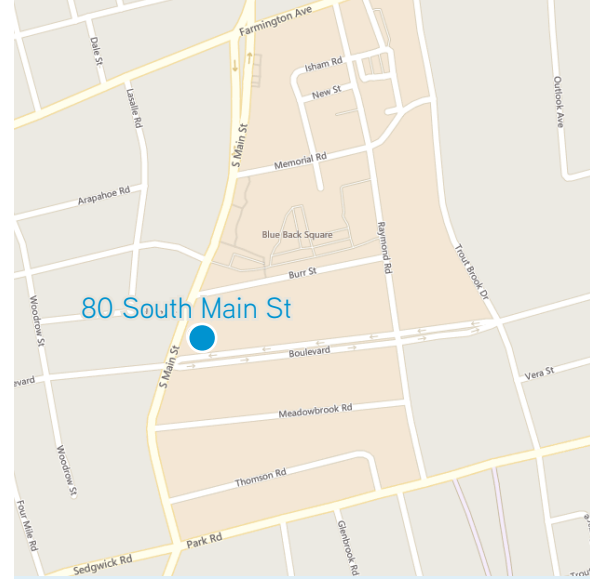 Farmington Ave
Dale St
Isham Rd
Outlook Ave
Lasalle Rd
New St
S Main St
Memorial Rd
Arapahoe Rd
Blue Back Square
Raymond Rd
Trout Brook Dr
Burr St
Woodrow St
80 South Main St
Boulevard
S Main St
evard
Vera St
Meadowbrook Rd
Woodrow St
Thomson Rd
Four Mile Rd
Park Rd
Glenbrook Rd
Sedgwick Rd
Trou